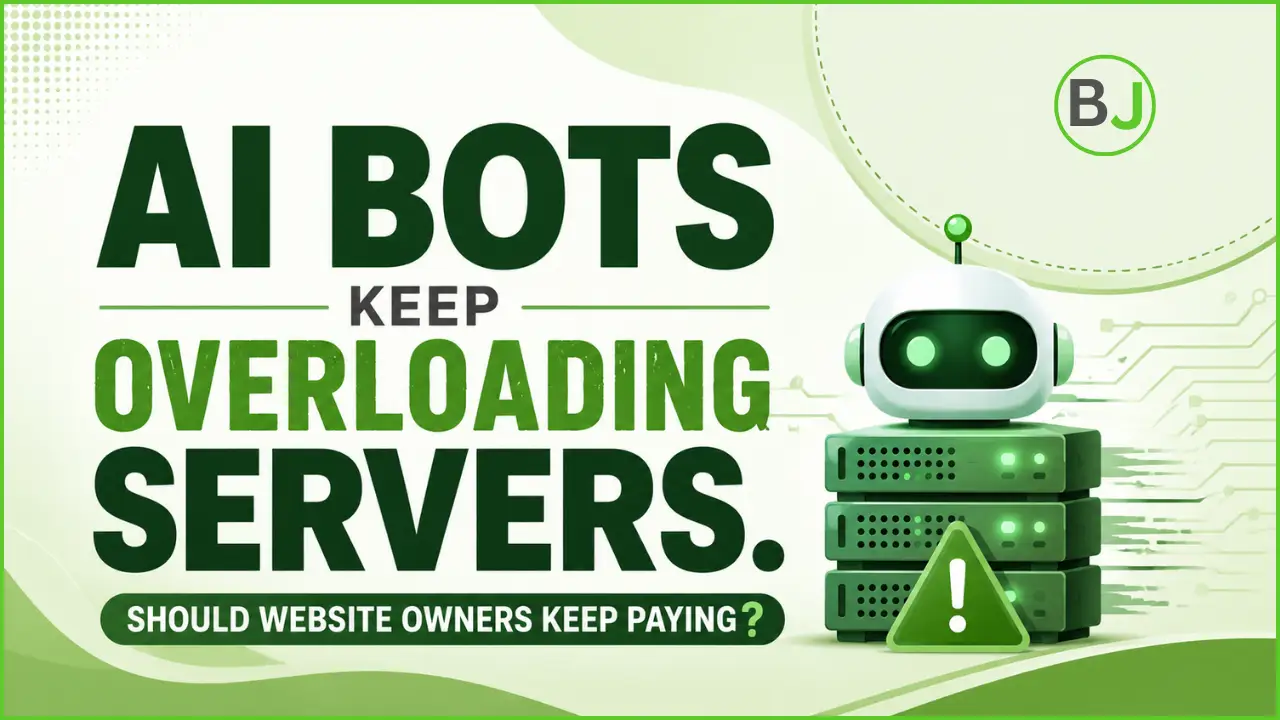 BJ
AI BOTS
KEEP
OVERLOADING
SERVERS.
SHOULD WEBSITE OWNERS KEEP PAYING?